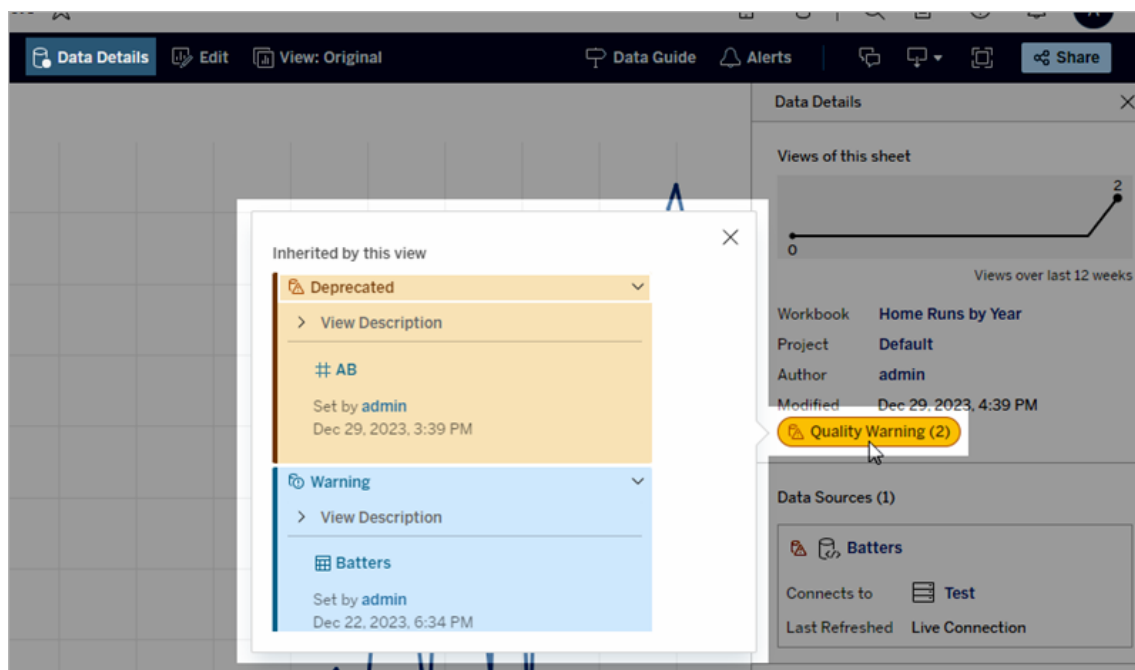 Data Details
Edit
View: Original
Data Guide
Alerts
Share
Data Details
Views of this sheet
2
0
Views over last 12 weeks
Workbook Home Runs by Year
Project Default
Author admin
Modified Dec 29, 2023, 4:39 PM
Quality Warning (2)
Inherited by this view
Deprecated
View Description
AB
Set by admin
Dec 29, 2023, 3:39 PM
Warning
View Description
Batters
Set by admin
Dec 22, 2023, 6:34 PM
Data Sources (1)
Batters
Connects to Test
Last Refreshed Live Connection